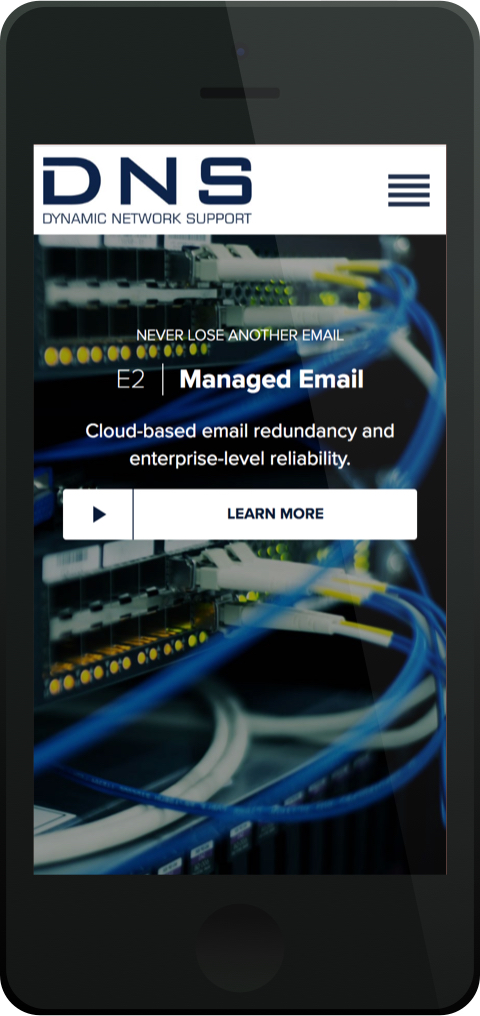 DNS
DYNAMIC NETWORK SUPPORT
NEVER LOSE ANOTHER EMAIL
E2 | Managed Email
Cloud-based email redundancy and
enterprise-level reliability.
LEARN MORE